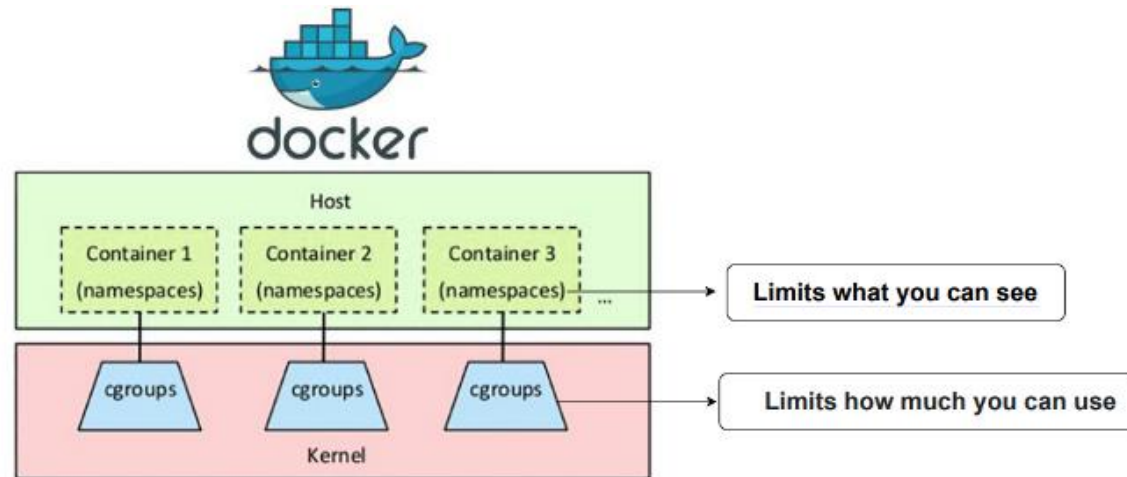 docker
Host
Container 1
(namespaces)
Container 2
(namespaces)
Container 3
(namespaces)
...
Limits what you can see
cgroups
cgroups
cgroups
Limits how much you can use
Kernel